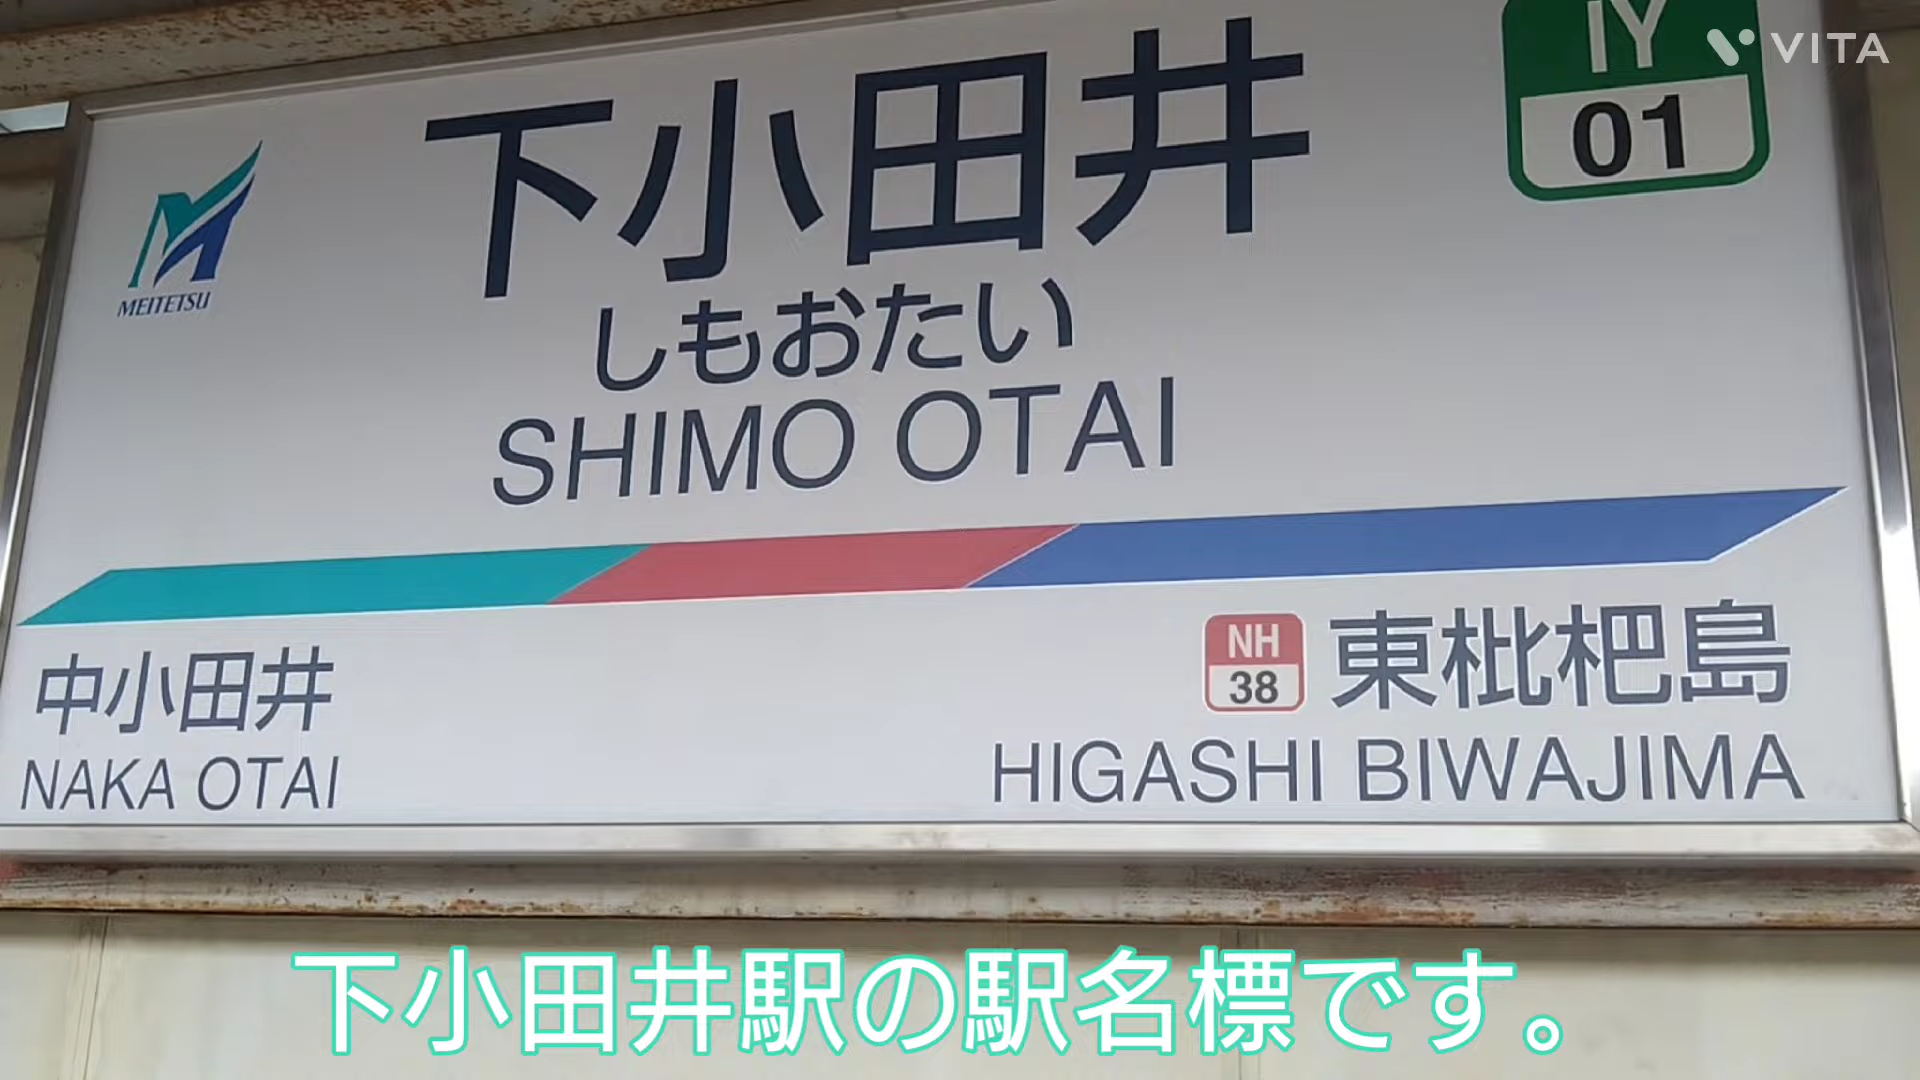 IY
VITA
01
MEITETSU
下小田井
しもおたい
SHIMO OTAI
中小田井
NAKA OTAI
NH
38
東枇杷島
HIGASHI BIWAJIMA
下小田井駅の駅名標です。